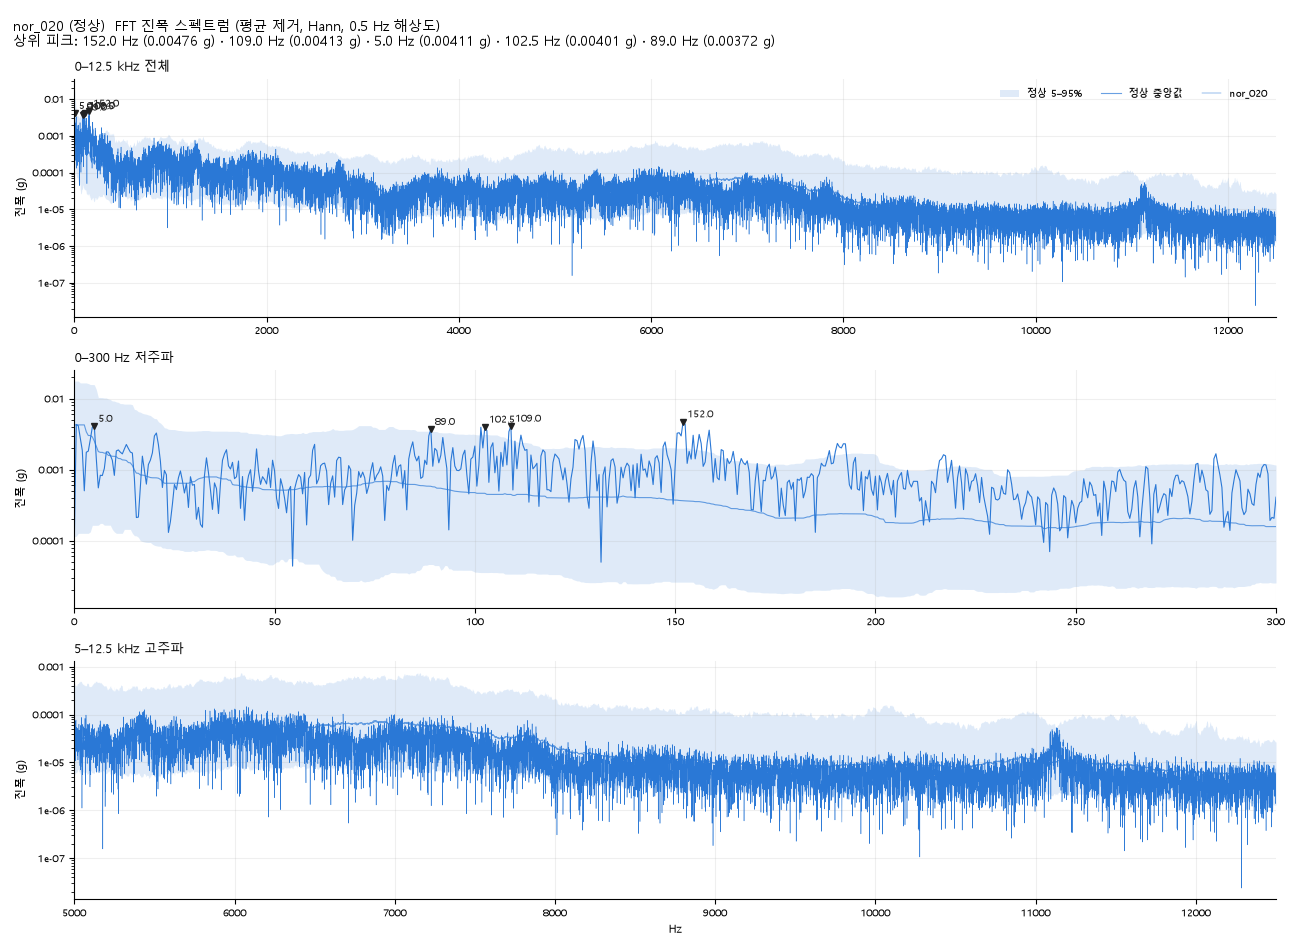 nor_020 (정상)  FFT 진폭 스펙트럼 (평균 제거, Hann, 0.5 Hz 해상도)
상위 피크: 152.0 Hz (0.00476 g) · 109.0 Hz (0.00413 g) · 5.0 Hz (0.00411 g) · 102.5 Hz (0.00401 g) · 89.0 Hz (0.00372 g)
0–12.5 kHz 전체
정상 5–95%
정상 중앙값
nor_020
0.01
0.001
0.0001
1e-05
1e-06
1e-07
진폭 (g)
0
2000
4000
6000
8000
10000
12000
0–300 Hz 저주파
5.0
89.0
102.5
109.0
152.0
0.01
0.001
0.0001
진폭 (g)
0
50
100
150
200
250
300
5–12.5 kHz 고주파
0.001
0.0001
1e-05
1e-06
1e-07
진폭 (g)
5000
6000
7000
8000
9000
10000
11000
12000
Hz